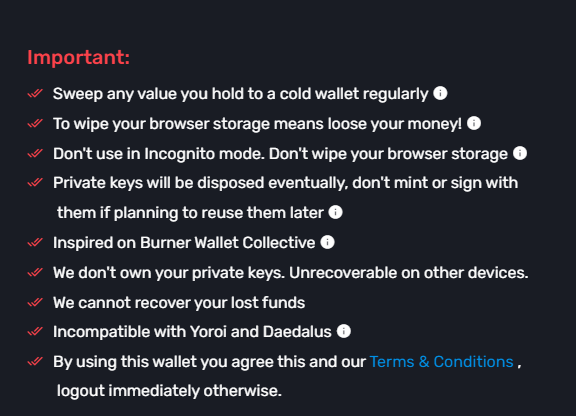 Important:
Sweep any value you hold to a cold wallet regularly
To wipe your browser storage means loose your money!
Don't use in Incognito mode. Don't wipe your browser storage
Private keys will be disposed eventually, don't mint or sign with
them if planning to reuse them later
Inspired on Burner Wallet Collective
We don't own your private keys. Unrecoverable on other devices.
We cannot recover your lost funds
Incompatible with Yoroi and Daedalus
By using this wallet you agree this and our Terms & Conditions ,
logout immediately otherwise.